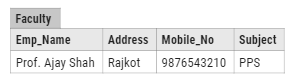 Faculty
Emp_Name Address Mobile_No Subject
Prof. Ajay Shah Rajkot 9876543210 PPS